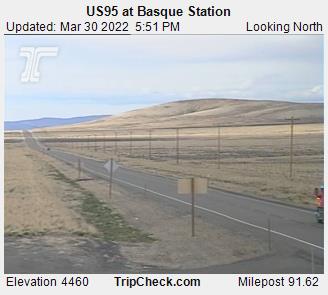 US95 at Basque Station
Updated: Mar 30 2022 5:51 PM Looking North
Elevation 4460 TripCheck.com Milepost 91.62